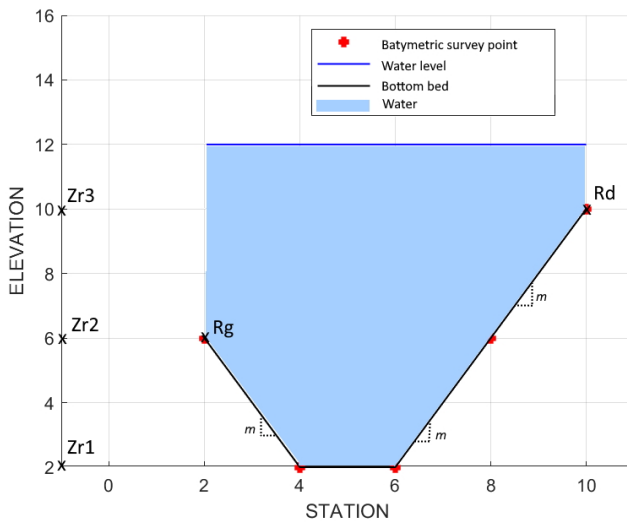 16
14
12
10
8
6
4
2
ELEVATION
Zr3
Zr2
Zr1
Batymetric survey point
Water level
Bottom bed
Water
Rd
Rg
m
m
m
0 2 4 6 8 10
STATION